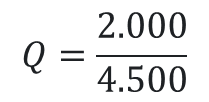 Q = 2.000 / 4.500